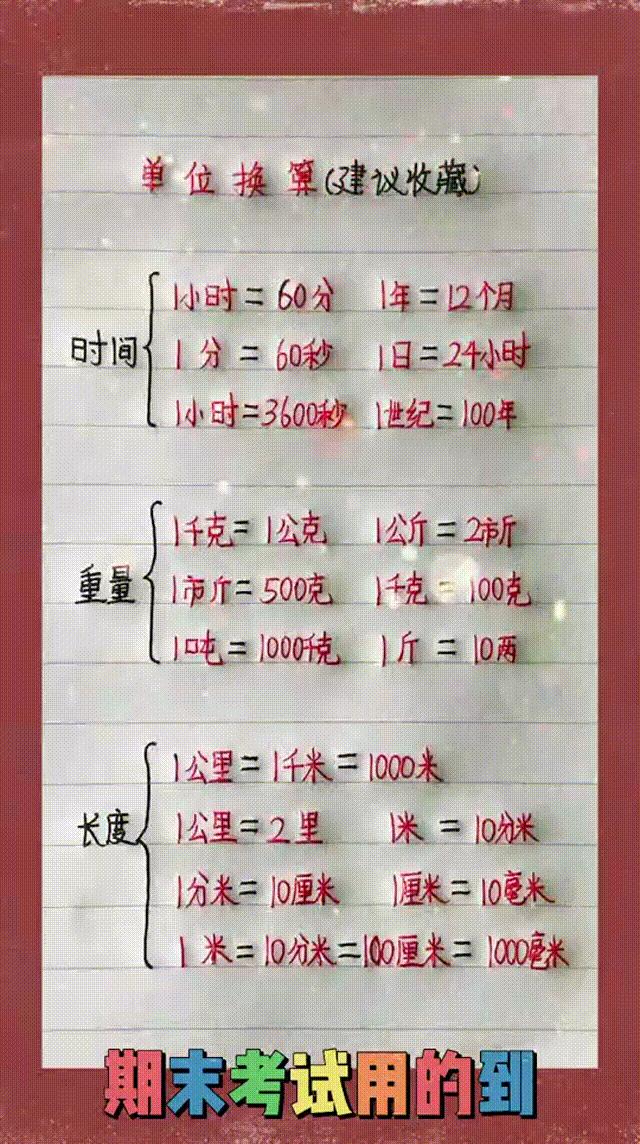 单位换算(建议收藏)
时间
1小时=60分 1年=12个月
1分=60秒 1日=24小时
1小时=3600秒 1世纪=100年
重量
1千克=1公克 1公斤=2市斤
1市斤=500克 1千克=100克
1吨=1000千克 1斤=10两
长度
1公里=1千米=1000米
1公里=2里 1米=10分米
1分米=10厘米 1厘米=10毫米
1米=10分米=100厘米=1000毫米
期末考试用的到